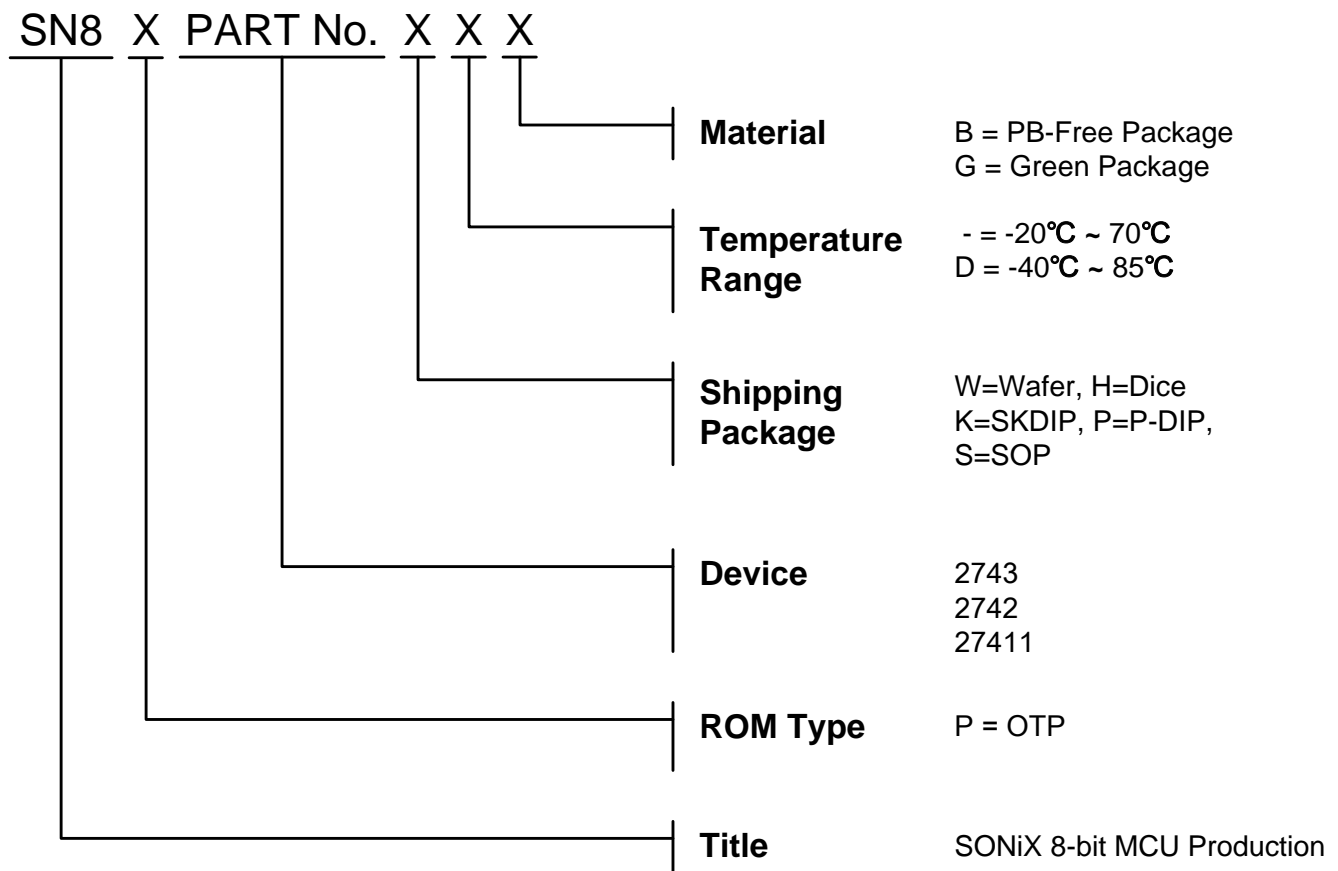 SN8 X PART No. X X X
Material
B = PB-Free Package
G = Green Package
Temperature
Range
- = -20℃ ~ 70℃
D = -40℃ ~ 85℃
Shipping
Package
W=Wafer, H=Dice
K=SKDIP, P=P-DIP,
S=SOP
Device
2743
2742
27411
ROM Type
P = OTP
Title
SONiX 8-bit MCU Production